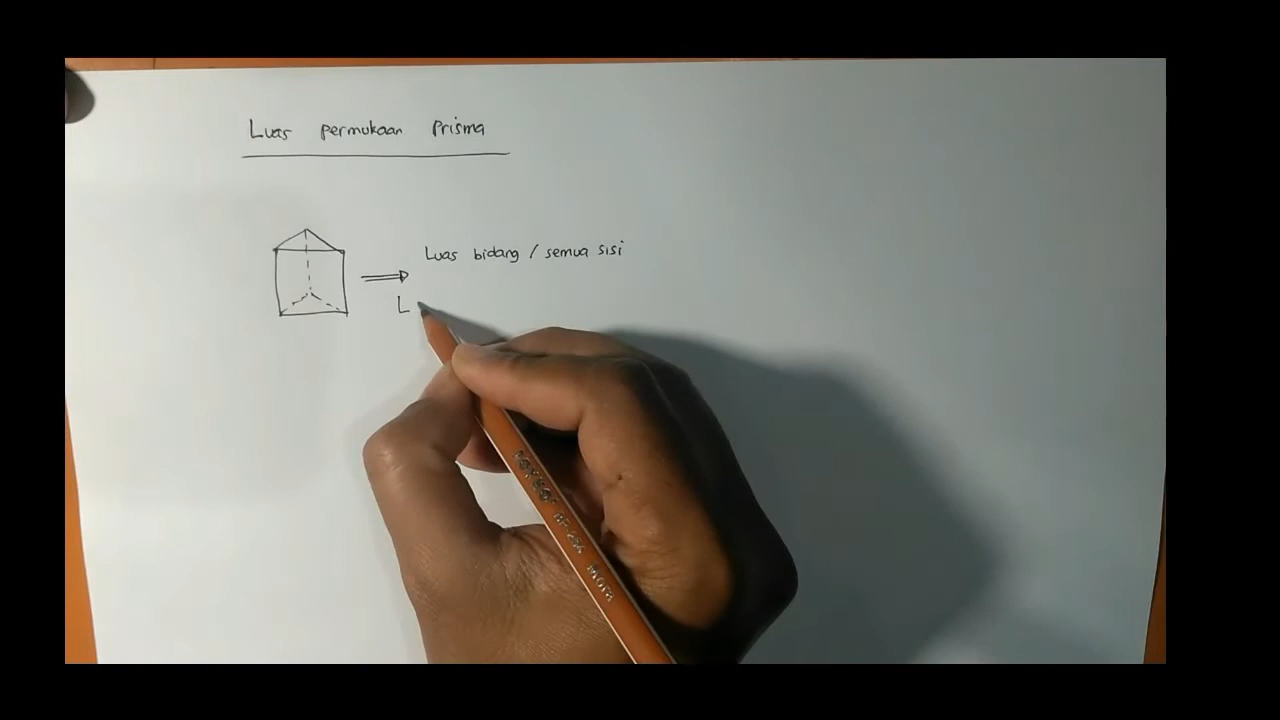 Luas permukaan Prisma
Luas bidang / semua sisi
L